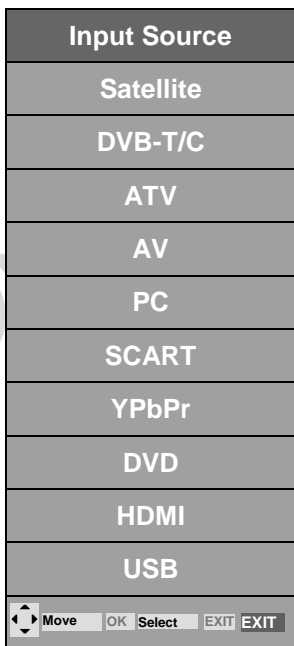 Input Source
Satellite
DVB-T/C
ATV
AV
PC
SCART
YPbPr
DVD
HDMI
USB
Move OK Select EXIT EXIT